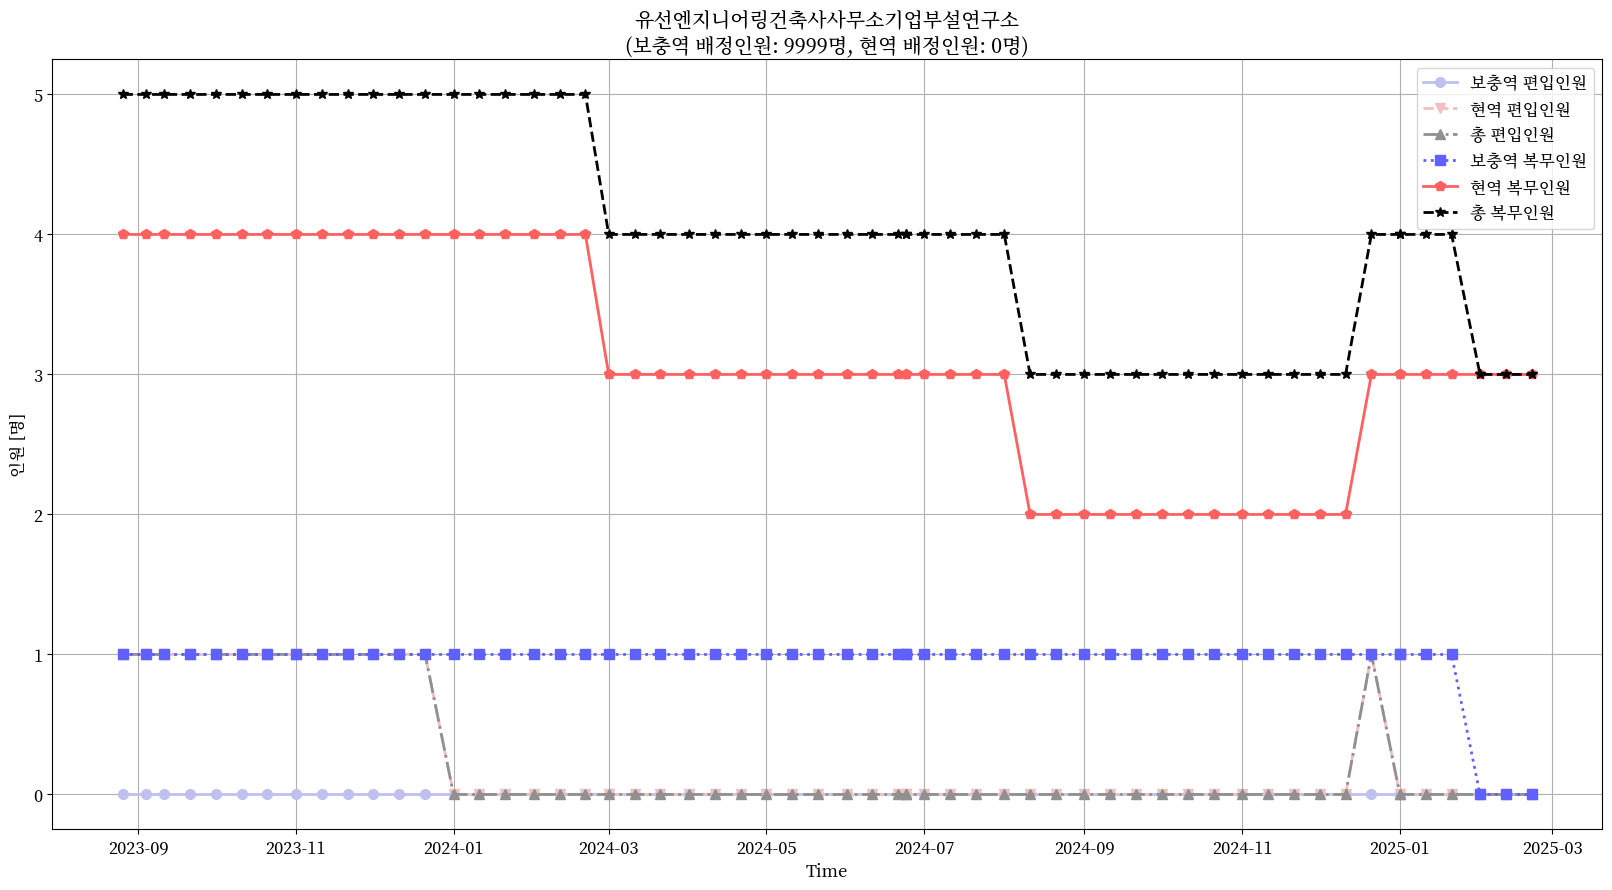 유선엔지니어링건축사사무소기업부설연구소
(보충역 배정인원: 9999명, 현역 배정인원: 0명)
보충역 편입인원
현역 편입인원
총 편입인원
보충역 복무인원
현역 복무인원
총 복무인원
5
4
3
2
1
0
인원 [명]
2023-09
2023-11
2024-01
2024-03
2024-05
2024-07
2024-09
2024-11
2025-01
2025-03
Time